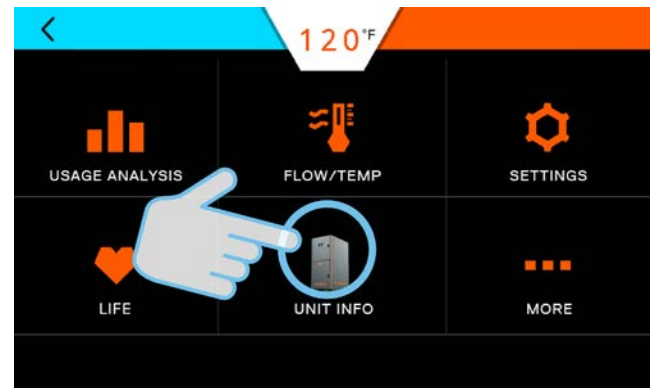 120°F
USAGE ANALYSIS
FLOW/TEMP
SETTINGS
LIFE
UNIT INFO
MORE